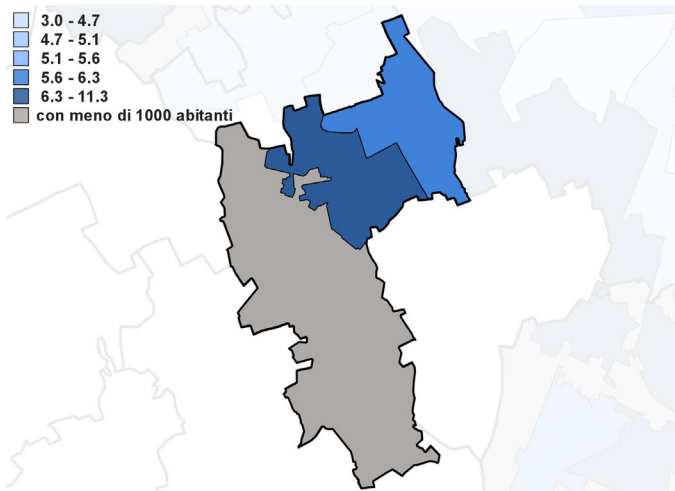 3.0 - 4.7
4.7 - 5.1
5.1 - 5.6
5.6 - 6.3
6.3 - 11.3
con meno di 1000 abitanti